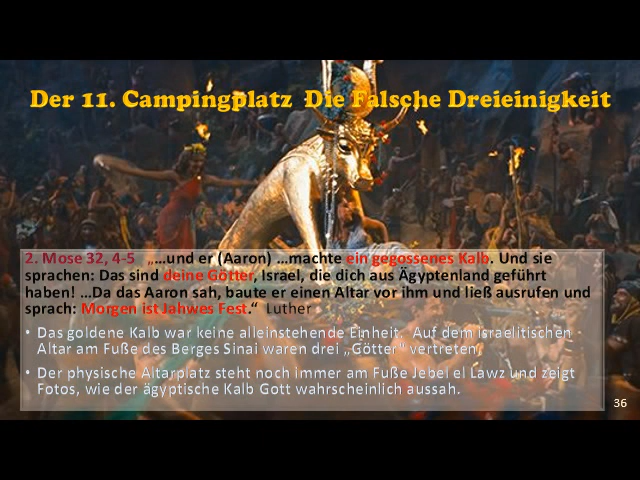 Der 11. Campingplatz Die Falsche Dreieinigkeit
2. Mose 32, 4-5 „…und er (Aaron) …machte ein gegossenes Kalb. Und sie
sprachen: Das sind deine Götter, Israel, die dich aus Ägyptenland geführt
haben! …Da das Aaron sah, baute er einen Altar vor ihm und ließ ausrufen und
sprach: Morgen ist Jahwes Fest.“ Luther
• Das goldene Kalb war keine alleinstehende Einheit. Auf dem israelitischen
Altar am Fuße des Berges Sinai waren drei „Götter“ vertreten.
• Der physische Altarplatz steht noch immer am Fuße Jebel el Lawz und zeigt
Fotos, wie der ägyptische Kalb Gott wahrscheinlich aussah.
36